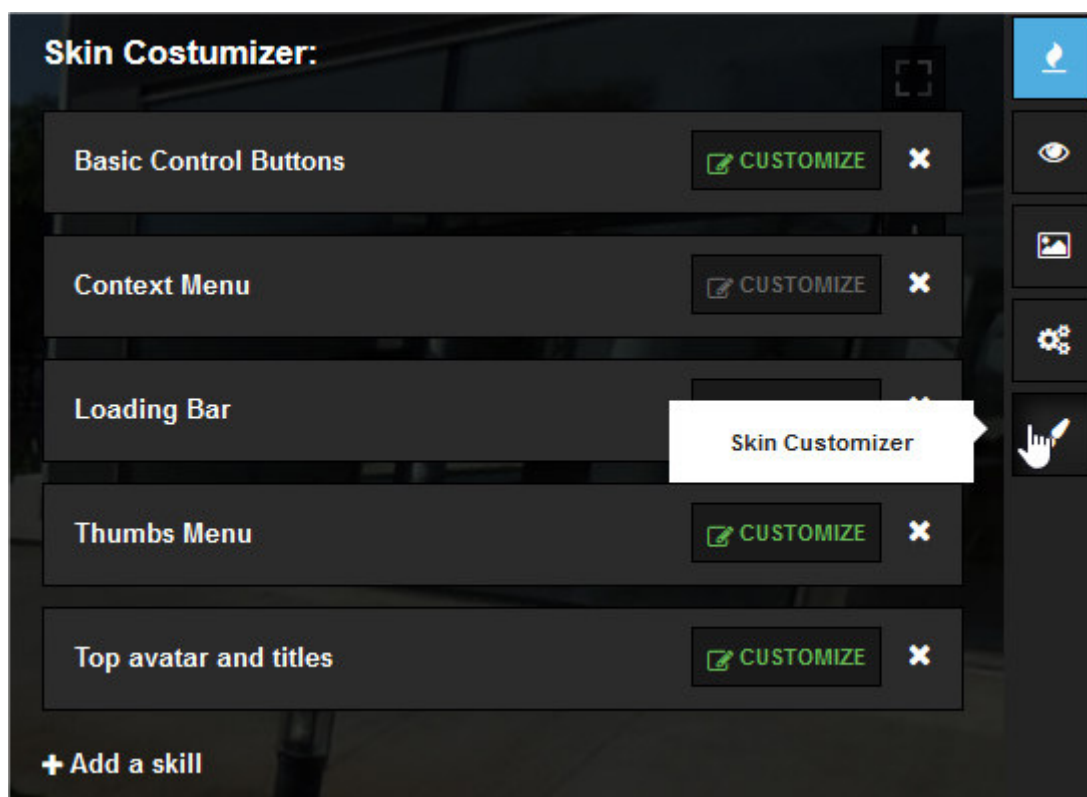 Skin Costumizer:
Basic Control Buttons CUSTOMIZE
Context Menu CUSTOMIZE
Loading Bar
Skin Customizer
Thumbs Menu CUSTOMIZE
Top avatar and titles CUSTOMIZE
Add a skill